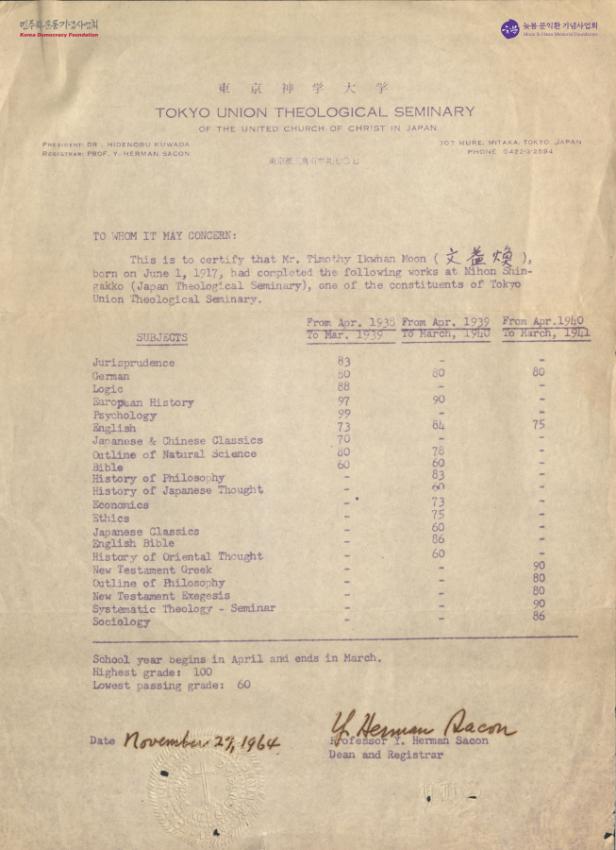 민주화운동기념사업회
Korea Democracy Foundation
늦봄 문익환 기념사업회
東京神学大学
TOKYO UNION THEOLOGICAL SEMINARY
OF THE UNITED CHURCH OF CHRIST IN JAPAN
PRESIDENT: DR. HIDENOBU KUWADA
REGISTRAR: PROF. Y. HERMAN SACON
707 MURE, MITAKA, TOKYO, JAPAN
PHONE 0422-3-2594
TO WHOM IT MAY CONCERN:
This is to certify that Mr. Timothy Ikwhan Moon (文益煥),
born on June 1, 1917, had completed the following works at Nihon Shin-
gakko (Japan Theological Seminary), one of the constituents of Tokyo
Union Theological Seminary.
SUBJECTS
From Apr. 1938 From Apr. 1939 From Apr.1940
To Mar. 1939 To March, 1940 To March, 1941
Jurisprudence 83 - -
German 80 80 80
Logic 88 - -
European History 97 90 -
Psychology 99 - -
English 73 84 75
Japanese & Chinese Classics 70 - -
Outline of Natural Science 80 78 -
Bible 60 60 -
History of Philosophy - 83 -
History of Japanese Thought - 60 -
Economics - 73 -
Ethics - 75 -
Japanese Classics - 60 -
English Bible - 86 -
History of Oriental Thought - 60 -
New Testament Greek - - 90
Outline of Philosophy - - 80
New Testament Exegesis - - 80
Systematic Theology - Seminar - - 90
Sociology - - 86
School year begins in April and ends in March.
Highest grade: 100
Lowest passing grade: 60
Date November 27, 1964
Y. Herman Sacon
Professor Y. Herman Sacon
Dean and Registrar